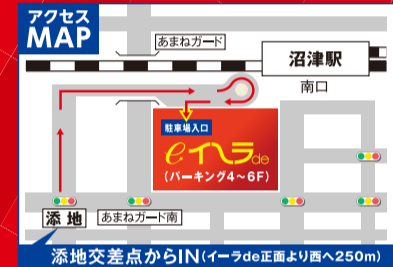 アクセス
MAP
あまねガード
沼津駅
南口
駐車場入口
eイ～ラde
(パーキング4～6F)
添地
あまねガード南
添地交差点からIN(イーラde正面より西へ250m)